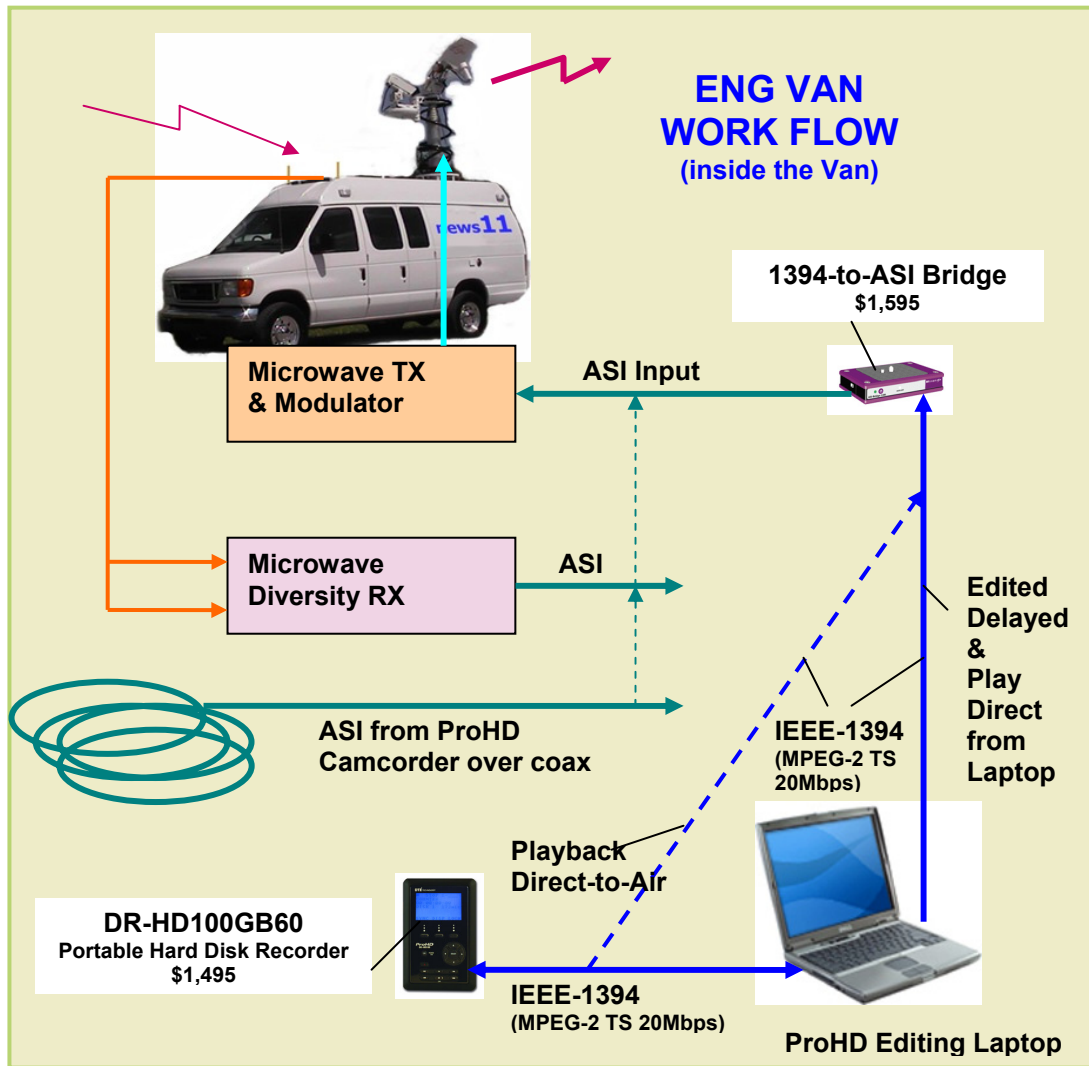 ENG VAN
WORK FLOW
(inside the Van)
news11
1394-to-ASI Bridge
$1,595
Microwave TX
& Modulator
ASI Input
Microwave
Diversity RX
ASI
Edited
Delayed
&
Play
Direct
from
Laptop
ASI from ProHD
Camcorder over coax
IEEE-1394
(MPEG-2 TS
20Mbps)
Playback
Direct-to-Air
DR-HD100GB60
Portable Hard Disk Recorder
$1,495
ProHD
IEEE-1394
(MPEG-2 TS 20Mbps)
ProHD Editing Laptop